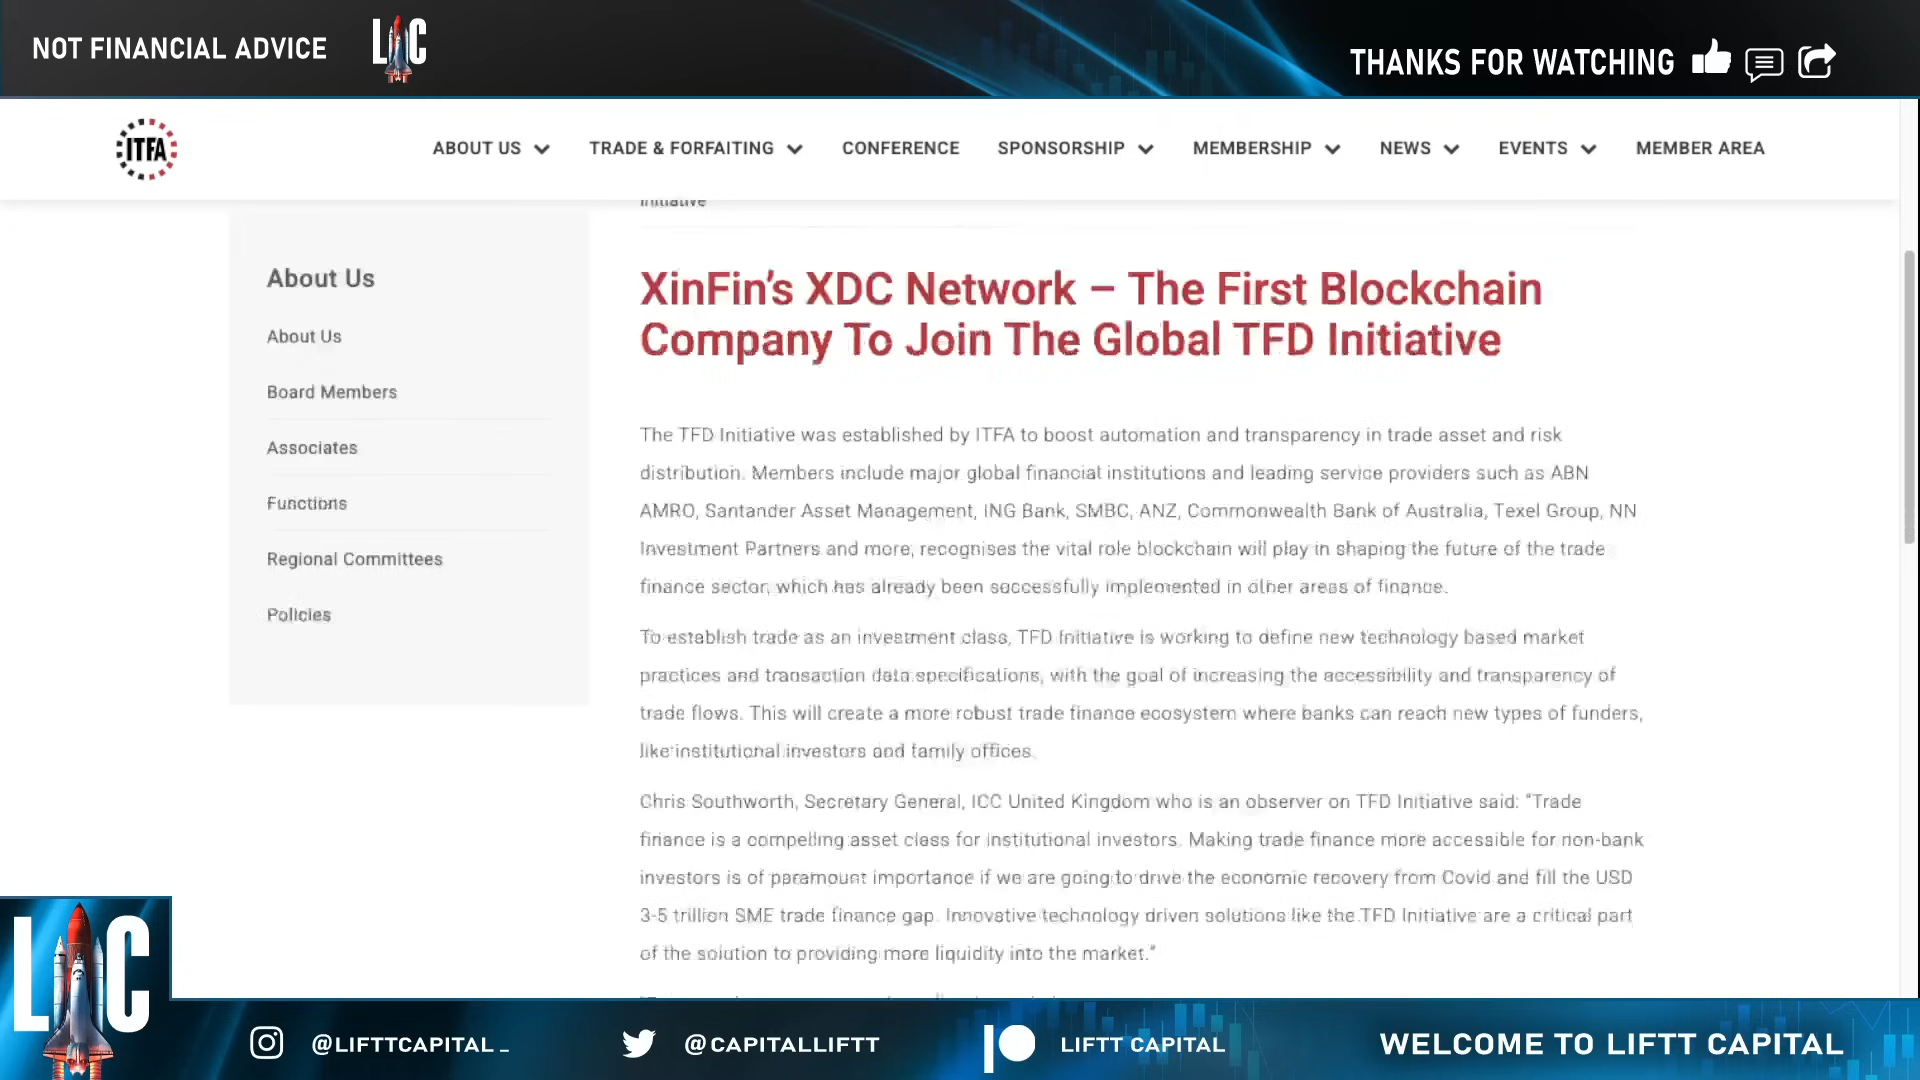 NOT FINANCIAL ADVICE
LC
THANKS FOR WATCHING
ITFA
ABOUT US
TRADE & FORFAITING
CONFERENCE
SPONSORSHIP
MEMBERSHIP
NEWS
EVENTS
MEMBER AREA
Initiative
About Us
About Us
Board Members
Associates
Functions
Regional Committees
Policies
XinFin’s XDC Network – The First Blockchain
Company To Join The Global TFD Initiative
The TFD Initiative was established by ITFA to boost automation and transparency in trade asset and risk
distribution. Members include major global financial institutions and leading service providers such as ABN
AMRO, Santander Asset Management, ING Bank, SMBC, ANZ, Commonwealth Bank of Australia, Texel Group, NN
Investment Partners and more, recognises the vital role blockchain will play in shaping the future of the trade
finance sector, which has already been successfully implemented in other areas of finance.
To establish trade as an investment class, TFD Initiative is working to define new technology based market
practices and transaction data specifications, with the goal of increasing the accessibility and transparency of
trade flows. This will create a more robust trade finance ecosystem where banks can reach new types of funders,
like institutional investors and family offices.
Chris Southworth, Secretary General, ICC United Kingdom who is an observer on TFD Initiative said: “Trade
finance is a compelling asset class for institutional investors. Making trade finance more accessible for non-bank
investors is of paramount importance if we are going to drive the economic recovery from Covid and fill the USD
3-5 trillion SME trade finance gap. Innovative technology driven solutions like the TFD Initiative are a critical part
of the solution to providing more liquidity into the market.”
LC
@LIFTTCAPITAL_
@CAPITALLIFTT
LIFTT CAPITAL
WELCOME TO LIFTT CAPITAL